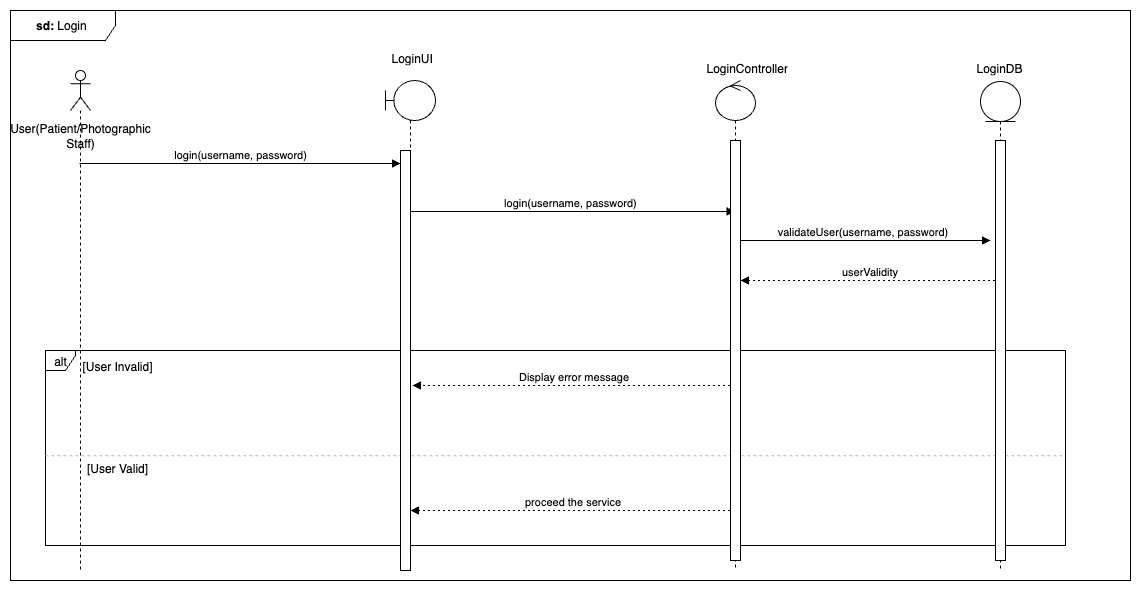 sd: Login
LoginUI
LoginController
LoginDB
User(Patient/Photographic
Staff)
login(username, password)
login(username, password)
validateUser(username, password)
userValidity
alt
[User Invalid]
Display error message
[User Valid]
proceed the service